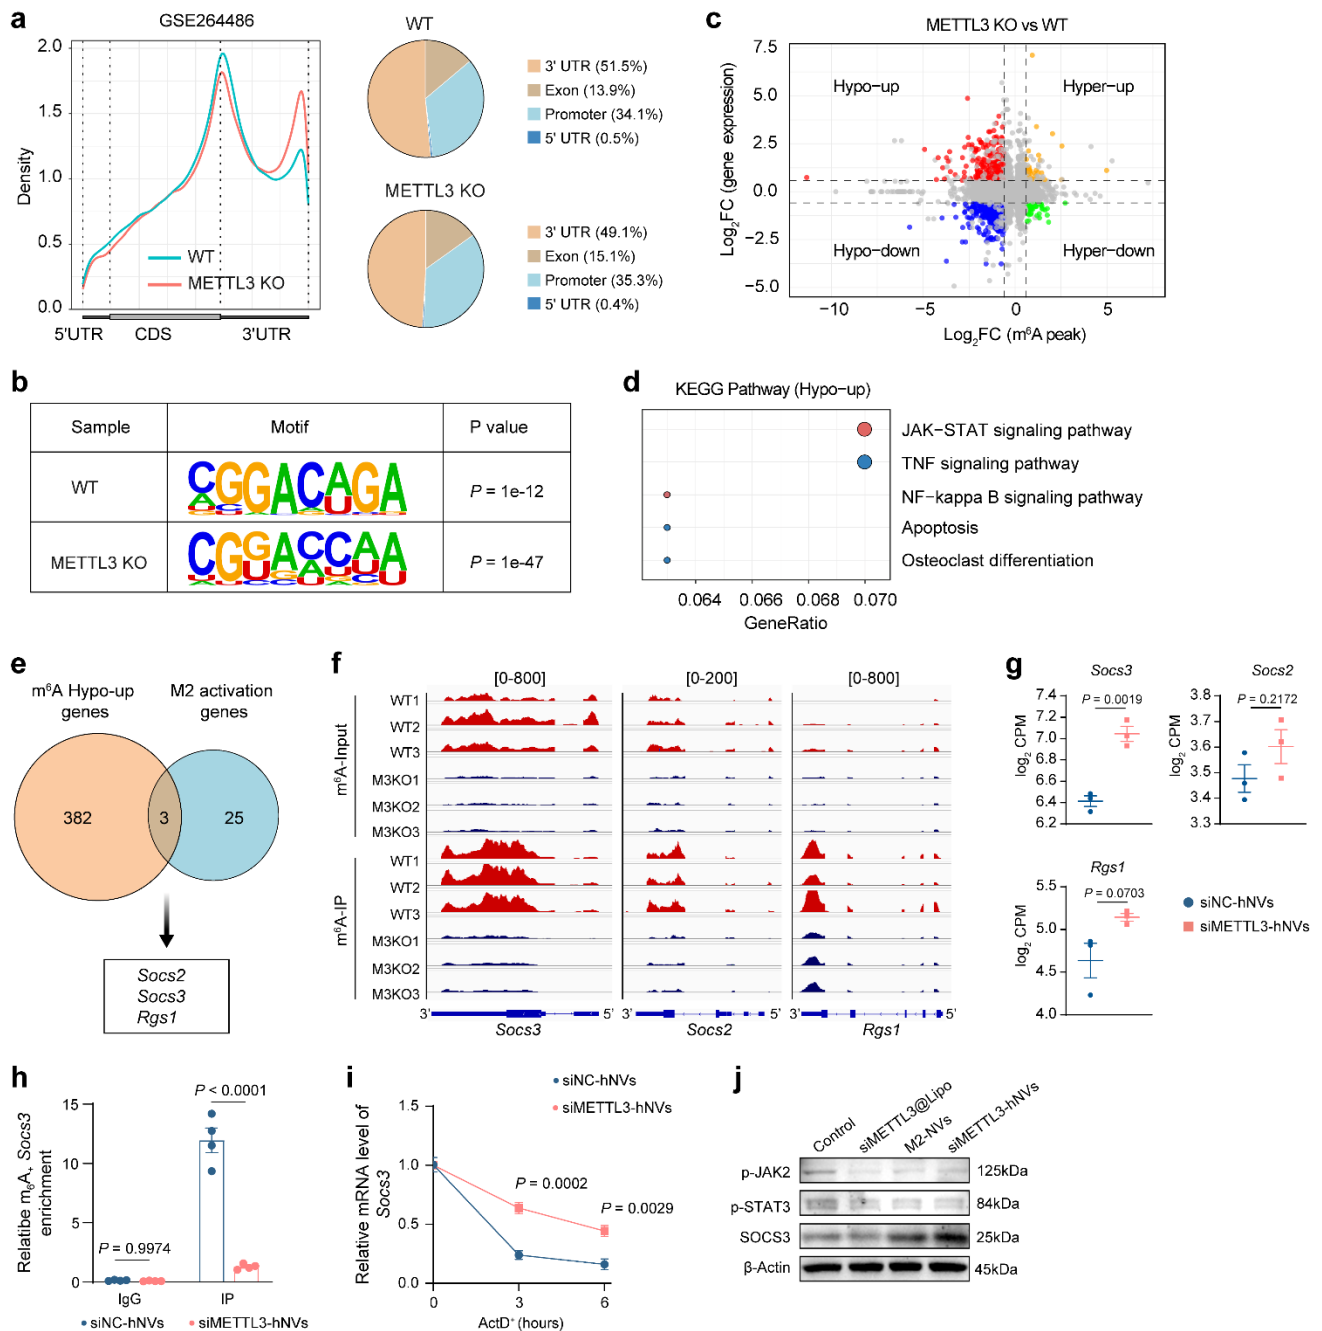 a
GSE264486
Density
2.0
1.5
1.0
0.5
0.0
WT
METTL3 KO
5'UTR CDS 3'UTR
WT
3' UTR (51.5%)
Exon (13.9%)
Promoter (34.1%)
5' UTR (0.5%)
METTL3 KO
3' UTR (49.1%)
Exon (15.1%)
Promoter (35.3%)
5' UTR (0.4%)
b
Sample Motif P value
WT CGGACAGA P = 1e-12
METTL3 KO CGGACCAA P = 1e-47
c
METTL3 KO vs WT
Log2FC (gene expression)
7.5
5.0
2.5
0.0
−2.5
−5.0
Hypo−up Hyper−up
Hypo−down Hyper−down
−10 −5 0 5
Log2FC (m⁶A peak)
d
KEGG Pathway (Hypo−up)
JAK−STAT signaling pathway
TNF signaling pathway
NF−kappa B signaling pathway
Apoptosis
Osteoclast differentiation
0.064 0.066 0.068 0.070
GeneRatio
e
m⁶A Hypo-up genes
M2 activation genes
382 3 25
Socs2
Socs3
Rgs1
f
[0-800] [0-200] [0-800]
m⁶A-Input
WT1
WT2
WT3
M3KO1
M3KO2
M3KO3
m⁶A-IP
WT1
WT2
WT3
M3KO1
M3KO2
M3KO3
3' 5' 3' 5' 3' 5'
Socs3 Socs2 Rgs1
g
Socs3
P = 0.0019
log2 CPM
7.4
7.2
7.0
6.8
6.6
6.4
6.2
Socs2
P = 0.2172
log2 CPM
3.8
3.7
3.6
3.5
3.4
3.3
Rgs1
P = 0.0703
log2 CPM
5.5
5.0
4.5
4.0
siNC-hNVs
siMETTL3-hNVs
h
Relatibe m6A+ Socs3
enrichment
P < 0.0001
P = 0.9974
15
10
5
0
IgG IP
siNC-hNVs siMETTL3-hNVs
i
siNC-hNVs
siMETTL3-hNVs
Relative mRNA level of
Socs3
1.5
1.0
0.5
0.0
P = 0.0002
P = 0.0029
0 3 6
ActD⁺ (hours)
j
Control siMETTL3@Lipo M2-NVs siMETTL3-hNVs
p-JAK2 125kDa
p-STAT3 84kDa
SOCS3 25kDa
β-Actin 45kDa